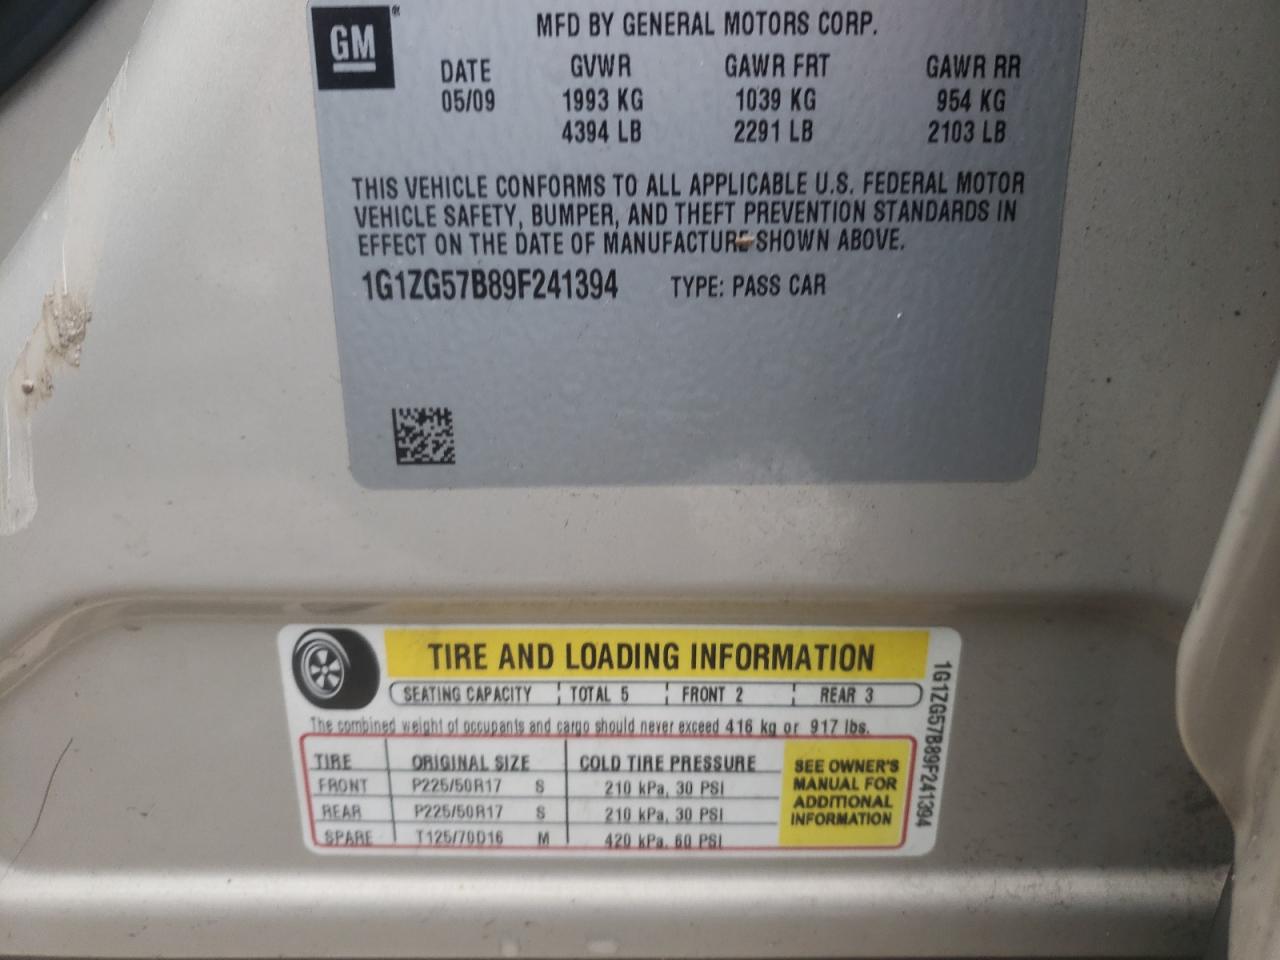 GM®
MFD BY GENERAL MOTORS CORP.
DATE GVWR GAWR FRT GAWR RR
05/09 1993 KG 1039 KG 954 KG
4394 LB 2291 LB 2103 LB
THIS VEHICLE CONFORMS TO ALL APPLICABLE U.S. FEDERAL MOTOR
VEHICLE SAFETY, BUMPER, AND THEFT PREVENTION STANDARDS IN
EFFECT ON THE DATE OF MANUFACTURE SHOWN ABOVE.
1G1ZG57B89F241394 TYPE: PASS CAR
TIRE AND LOADING INFORMATION
SEATING CAPACITY TOTAL 5 FRONT 2 REAR 3
The combined weight of occupants and cargo should never exceed 416 kg or 917 lbs.
TIRE ORIGINAL SIZE COLD TIRE PRESSURE
FRONT P225/50R17 S 210 kPa, 30 PSI
REAR P225/50R17 S 210 kPa, 30 PSI
SPARE T125/70D16 M 420 kPa, 60 PSI
SEE OWNER'S
MANUAL FOR
ADDITIONAL
INFORMATION
1G1ZG57B89F241394